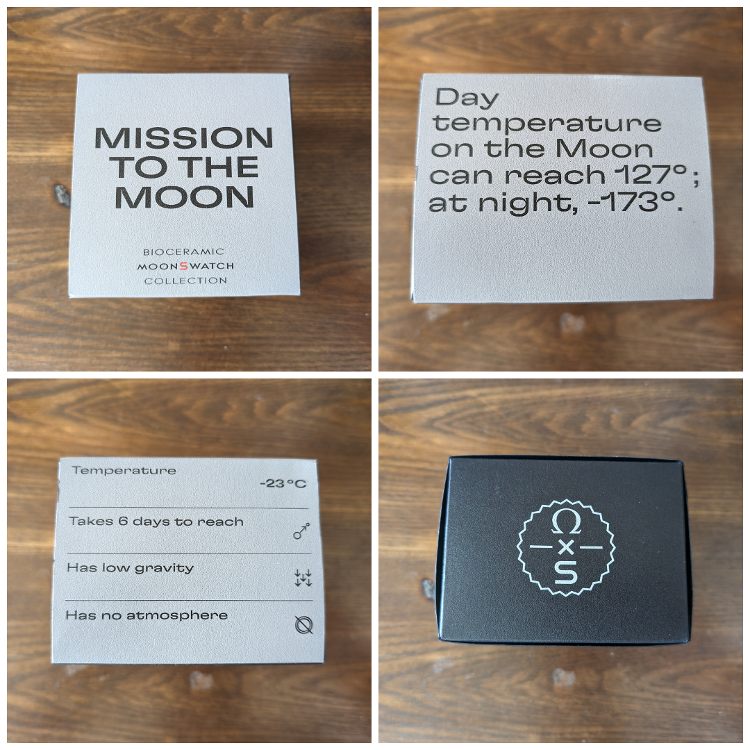 MISSION
TO THE
MOON
BIOCERAMIC
MOONSWATCH
COLLECTION
Day
temperature
on the Moon
can reach 127°;
at night, -173°.
Temperature
-23°C
Takes 6 days to reach
Has low gravity
Has no atmosphere
Ω
x
S